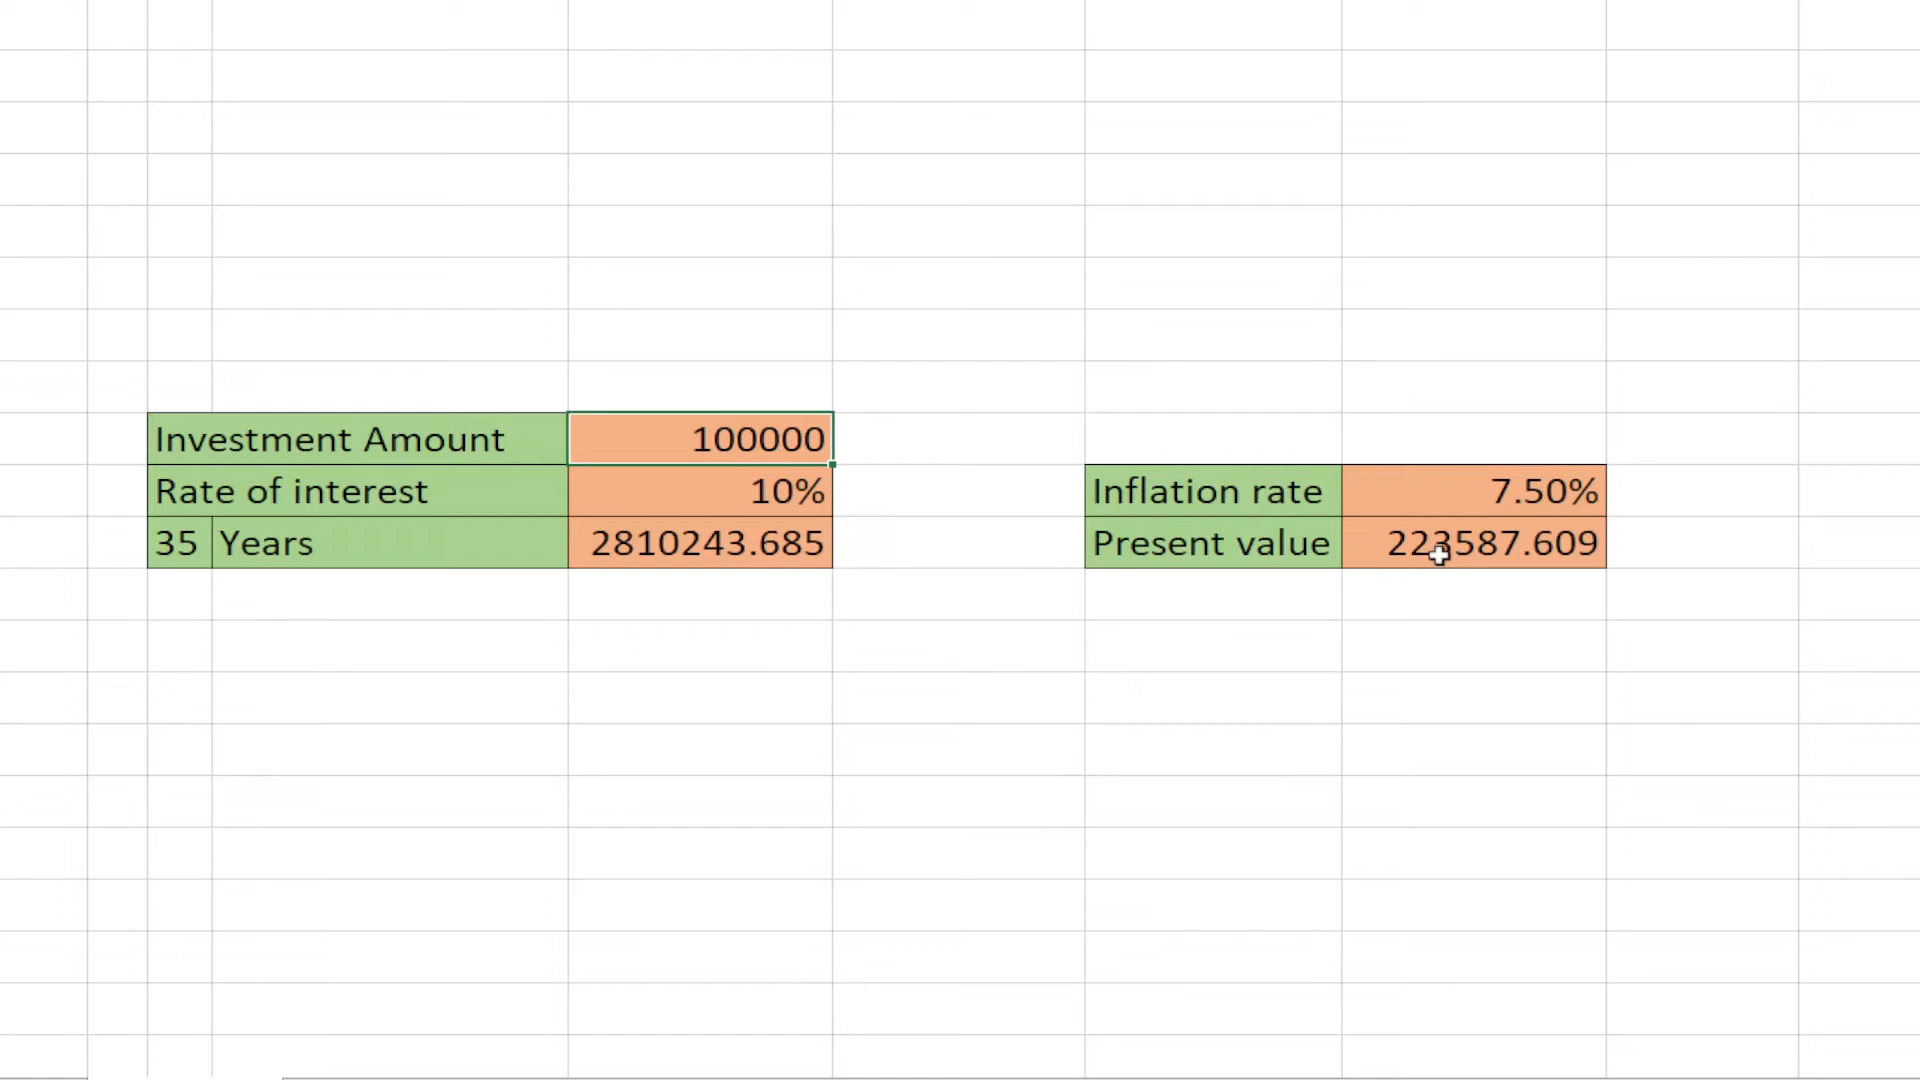 Investment Amount 100000
Rate of interest 10%
35 Years 2810243.685
Inflation rate 7.50%
Present value 223587.609